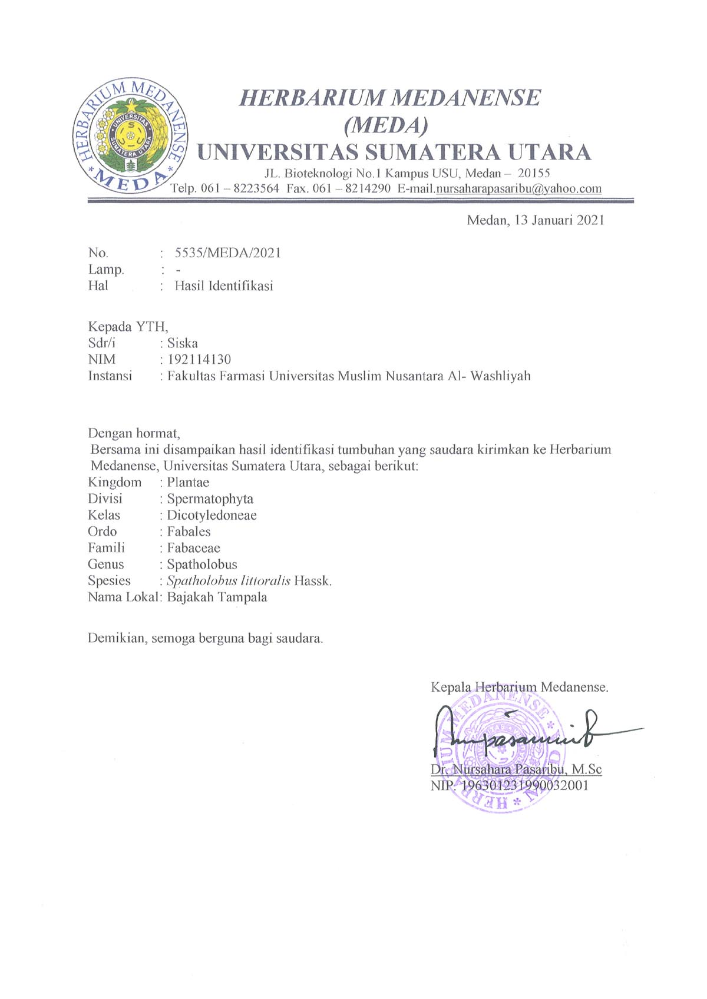 HERBARIUM MEDANENSE
* MEDA *
UNIVERSITAS
SUMATERA UTARA
HERBARIUM MEDANENSE
(MEDA)
UNIVERSITAS SUMATERA UTARA
JL. Bioteknologi No.1 Kampus USU, Medan – 20155
Telp. 061 – 8223564 Fax. 061 – 8214290 E-mail.nursaharapasaribu@yahoo.com
Medan, 13 Januari 2021
No. : 5535/MEDA/2021
Lamp. : -
Hal : Hasil Identifikasi
Kepada YTH,
Sdr/i : Siska
NIM : 192114130
Instansi : Fakultas Farmasi Universitas Muslim Nusantara Al- Washliyah
Dengan hormat,
Bersama ini disampaikan hasil identifikasi tumbuhan yang saudara kirimkan ke Herbarium
Medanense, Universitas Sumatera Utara, sebagai berikut:
Kingdom : Plantae
Divisi : Spermatophyta
Kelas : Dicotyledoneae
Ordo : Fabales
Famili : Fabaceae
Genus : Spatholobus
Spesies : Spatholobus littoralis Hassk.
Nama Lokal: Bajakah Tampala
Demikian, semoga berguna bagi saudara.
Kepala Herbarium Medanense.
HERBARIUM MEDANENSE *
Dr. Nursahara Pasaribu, M.Sc
NIP. 196301231990032001